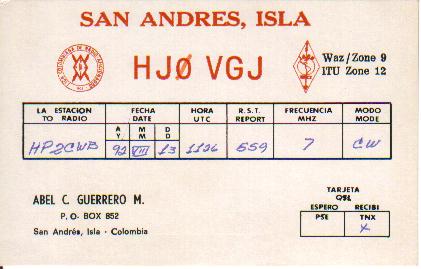 SAN ANDRES, ISLA
HJØ VGJ
Waz/Zone 9
ITU Zone 12
LA ESTACION
TO RADIO
FECHA
DATE
HORA
UTC
R.S.T.
REPORT
FRECUENCIA
MHZ
MODO
MODE
A
Y
M
M
D
D
HP2CWB 92 VIII 13 1126 559 7 CW
ABEL C. GUERRERO M.
P.O. BOX 852
San Andrés, Isla - Colombia
TARJETA
QSL
ESPERO RECIBI
PSE TNX
X